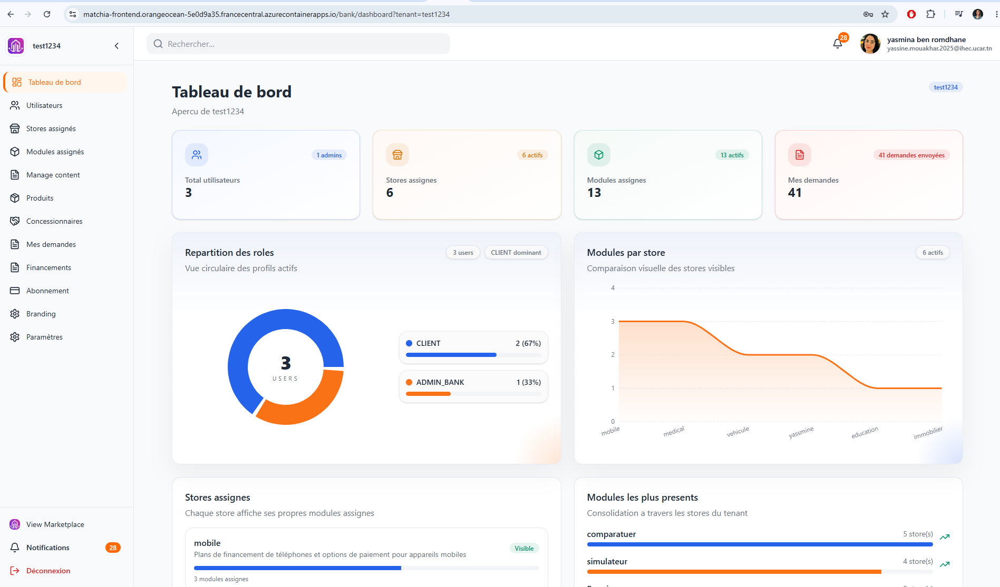 matchia-frontend.orangeocean-5e0d9a35.francecentral.azurecontainerapps.io/bank/dashboard?tenant=test1234
test1234
Rechercher...
28
yasmina ben romdhane
yassine.mouakhar.2025@ihec.ucar.tn
Tableau de bord
Utilisateurs
Stores assignés
Modules assignés
Manage content
Produits
Concessionnaires
Mes demandes
Financements
Abonnement
Branding
Paramètres
View Marketplace
Notifications 28
Déconnexion
Tableau de bord
test1234
Apercu de test1234
1 admins
Total utilisateurs
3
6 actifs
Stores assignes
6
13 actifs
Modules assignes
13
41 demandes envoyées
Mes demandes
41
Repartition des roles
3 users
CLIENT dominant
Vue circulaire des profils actifs
3
USERS
CLIENT 2 (67%)
ADMIN_BANK 1 (33%)
Modules par store
6 actifs
Comparaison visuelle des stores visibles
4
3
2
1
0
mobile medical vehicule yassmine education immobilier
Stores assignes
Chaque store affiche ses propres modules assignes
mobile
Visible
Plans de financement de téléphones et options de paiement pour appareils mobiles
3 modules assignes
Modules les plus presents
Consolidation a travers les stores du tenant
comparatuer 5 store(s)
simulateur 4 store(s)